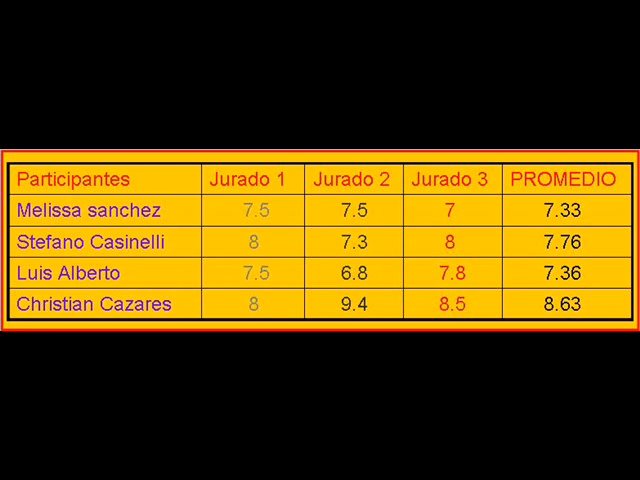 Participantes Jurado 1 Jurado 2 Jurado 3 PROMEDIO
Melissa sanchez 7.5 7.5 7 7.33
Stefano Casinelli 8 7.3 8 7.76
Luis Alberto 7.5 6.8 7.8 7.36
Christian Cazares 8 9.4 8.5 8.63